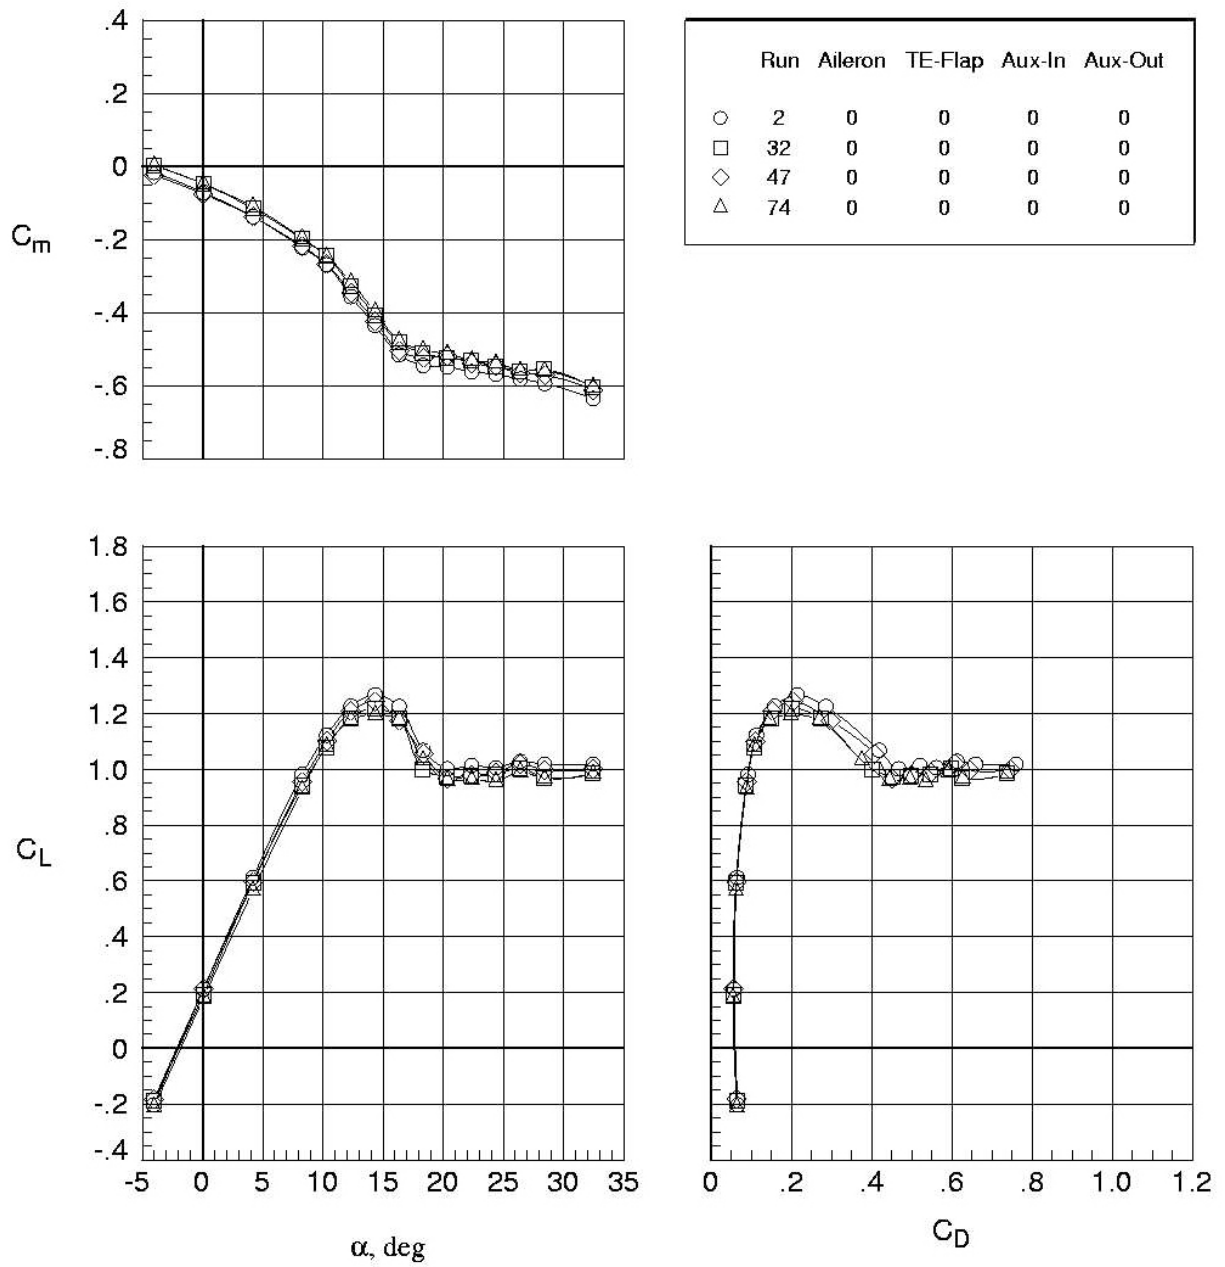 .4
.2
0
-.2
-.4
-.6
-.8
Cm
Run Aileron TE-Flap Aux-In Aux-Out
2 0 0 0 0
32 0 0 0 0
47 0 0 0 0
74 0 0 0 0
1.8
1.6
1.4
1.2
1.0
.8
.6
.4
.2
0
-.2
-.4
CL
-5 0 5 10 15 20 25 30 35
α, deg
0 .2 .4 .6 .8 1.0 1.2
CD